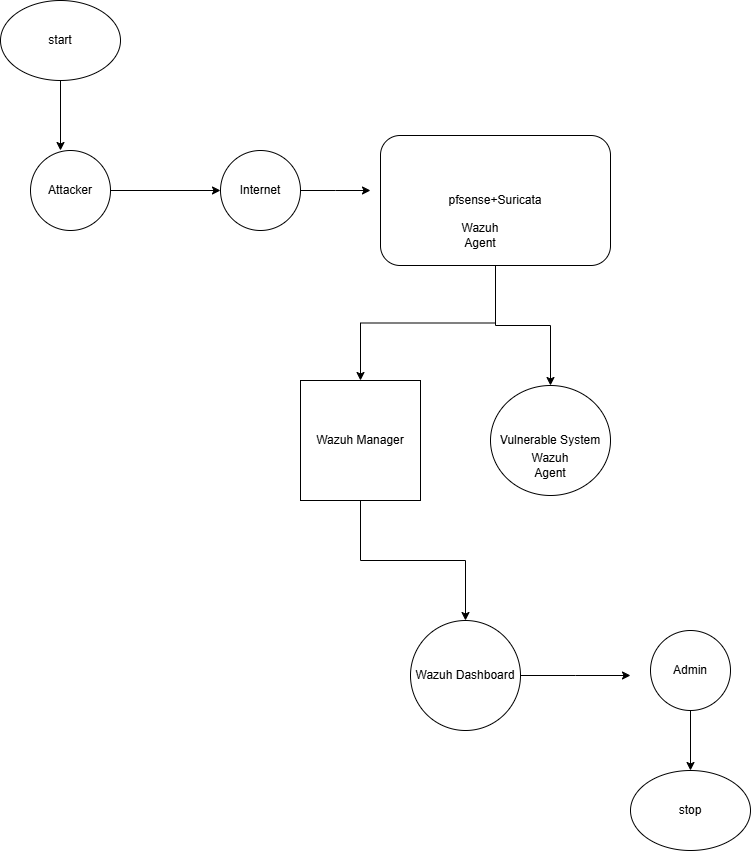 start
Attacker
Internet
pfsense+Suricata
Wazuh
Agent
Wazuh Manager
Vulnerable System
Wazuh
Agent
Wazuh Dashboard
Admin
stop